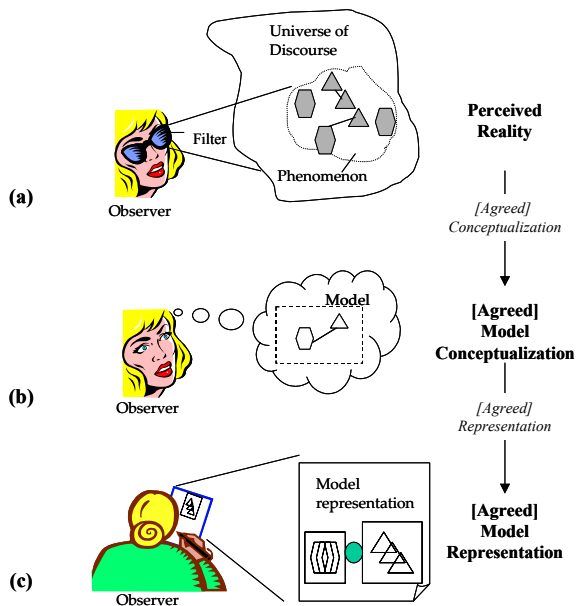 Universe of
Discourse
Filter
Phenomenon
Observer
(a)
Perceived
Reality
[Agreed]
Conceptualization
Model
Observer
(b)
[Agreed]
Model
Conceptualization
[Agreed]
Representation
Model
representation
Observer
(c)
[Agreed]
Model
Representation